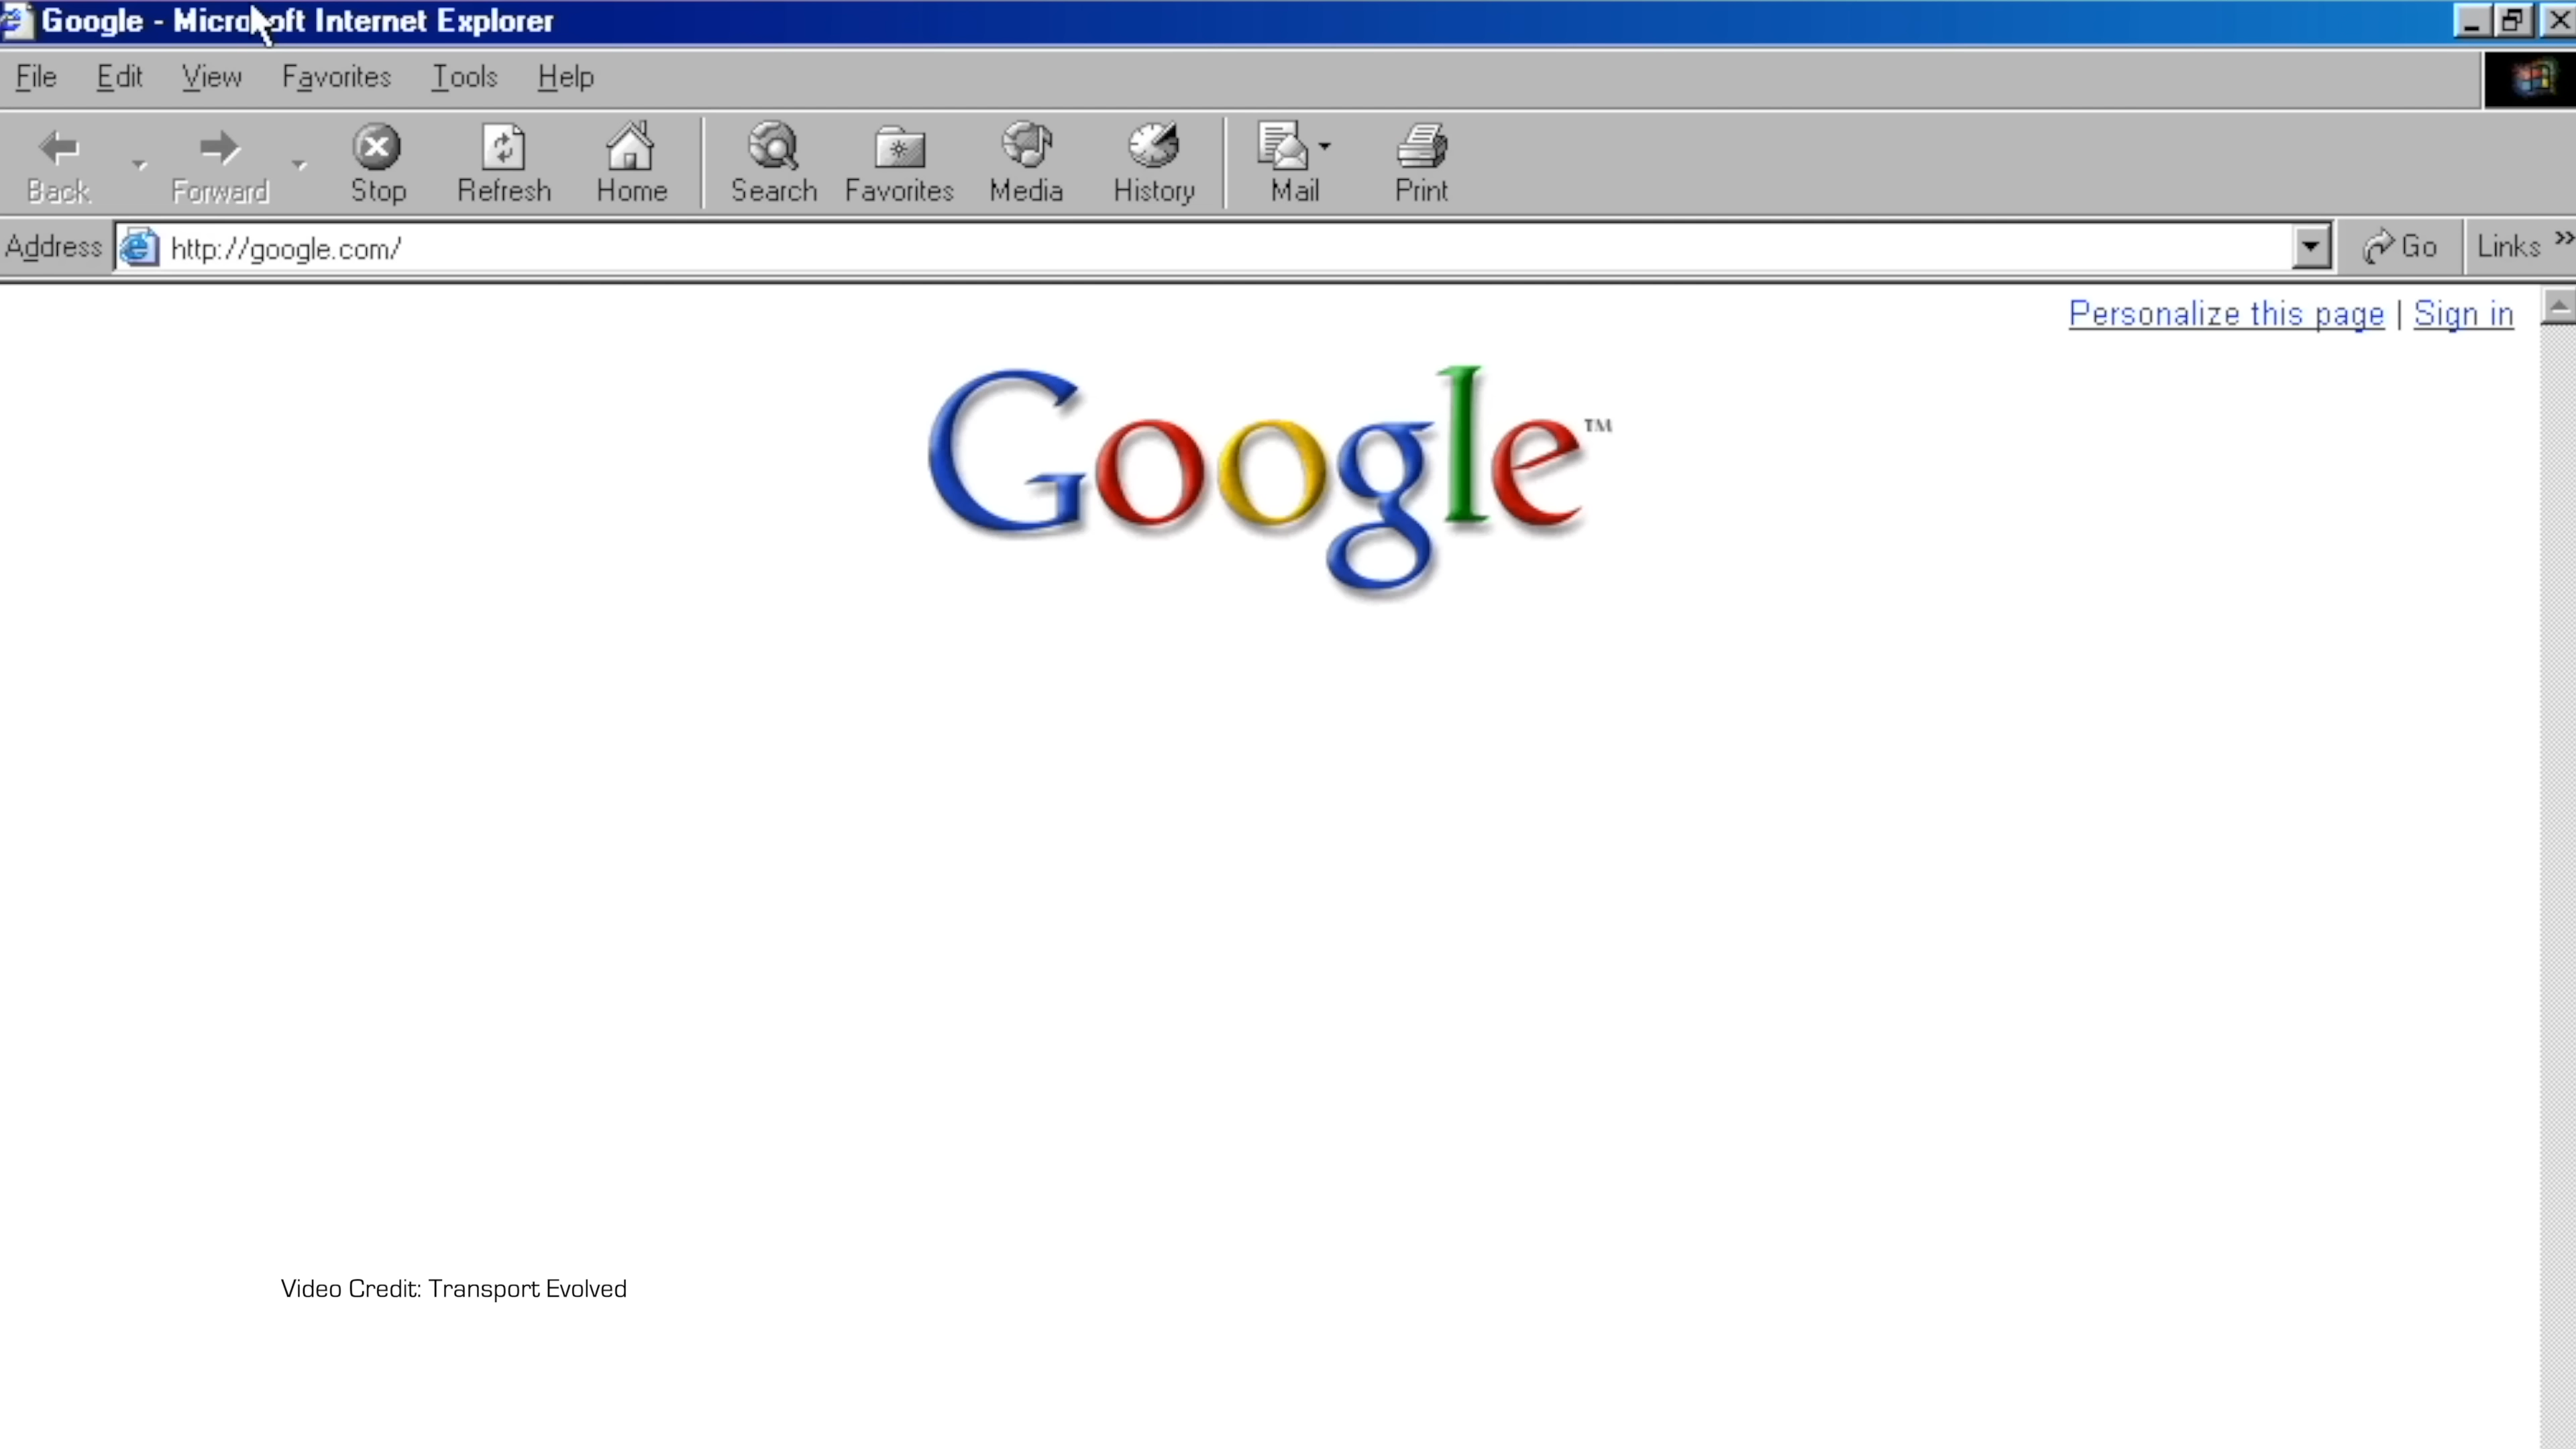 Google - Microsoft Internet Explorer
File Edit View Favorites Tools Help
Back Forward Stop Refresh Home Search Favorites Media History Mail Print
Address http://google.com/ Go Links »
Personalize this page | Sign in
Google™
Video Credit: Transport Evolved